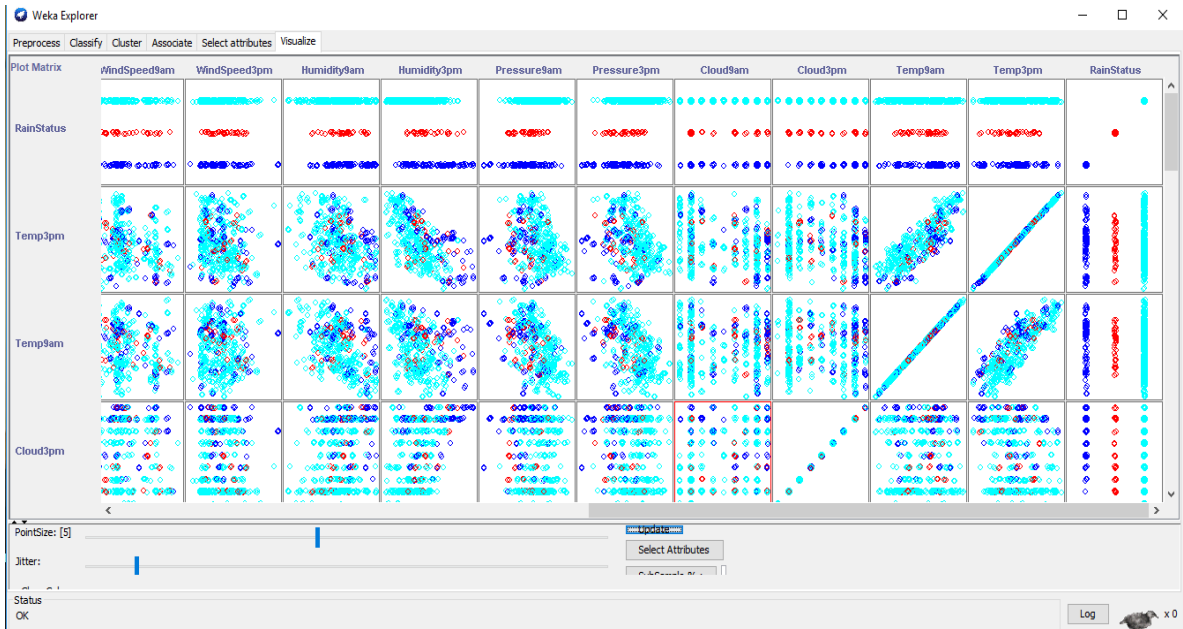 Weka Explorer
Preprocess Classify Cluster Associate Select attributes Visualize
Plot Matrix WindSpeed9am WindSpeed3pm Humidity9am Humidity3pm Pressure9am Pressure3pm Cloud9am Cloud3pm Temp9am Temp3pm RainStatus
RainStatus
Temp3pm
Temp9am
Cloud3pm
PointSize: [5]
Update
Select Attributes
Jitter:
Status
OK
Log x 0